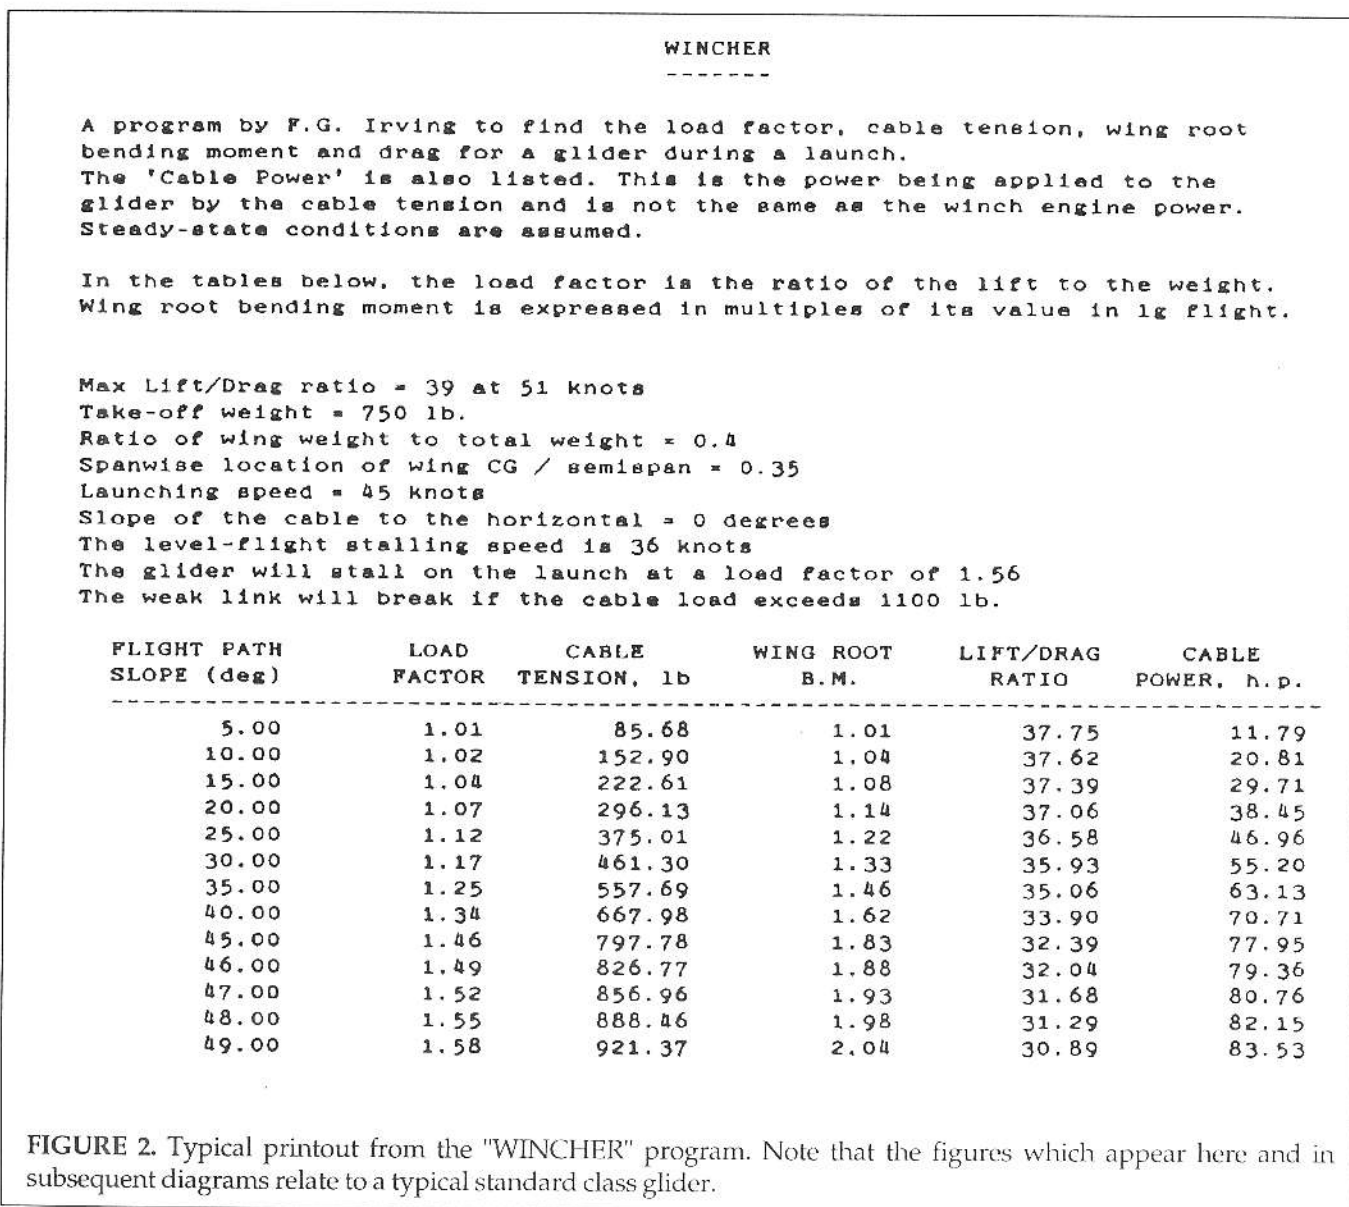 WINCHER
-------
A program by F.G. Irving to find the load factor, cable tension, wing root
bending moment and drag for a glider during a launch.
The 'Cable Power' is also listed. This is the power being applied to the
glider by the cable tension and is not the same as the winch engine power.
Steady-state conditions are assumed.
In the tables below, the load factor is the ratio of the lift to the weight.
Wing root bending moment is expressed in multiples of its value in 1g flight.
Max Lift/Drag ratio = 39 at 51 knots
Take-off weight = 750 lb.
Ratio of wing weight to total weight = 0.4
Spanwise location of wing CG / semispan = 0.35
Launching speed = 45 knots
Slope of the cable to the horizontal = 0 degrees
The level-flight stalling speed is 36 knots
The glider will stall on the launch at a load factor of 1.56
The weak link will break if the cable load exceeds 1100 lb.
FLIGHT PATH LOAD CABLE WING ROOT LIFT/DRAG CABLE
SLOPE (deg) FACTOR TENSION, lb B.M. RATIO POWER, h.p.
5.00 1.01 85.68 1.01 37.75 11.79
10.00 1.02 152.90 1.04 37.62 20.81
15.00 1.04 222.61 1.08 37.39 29.71
20.00 1.07 296.13 1.14 37.06 38.45
25.00 1.12 375.01 1.22 36.58 46.96
30.00 1.17 461.30 1.33 35.93 55.20
35.00 1.25 557.69 1.46 35.06 63.13
40.00 1.34 667.98 1.62 33.90 70.71
45.00 1.46 797.78 1.83 32.39 77.95
46.00 1.49 826.77 1.88 32.04 79.36
47.00 1.52 856.96 1.93 31.68 80.76
48.00 1.55 888.46 1.98 31.29 82.15
49.00 1.58 921.37 2.04 30.89 83.53
FIGURE 2. Typical printout from the "WINCHER" program. Note that the figures which appear here and in
subsequent diagrams relate to a typical standard class glider.